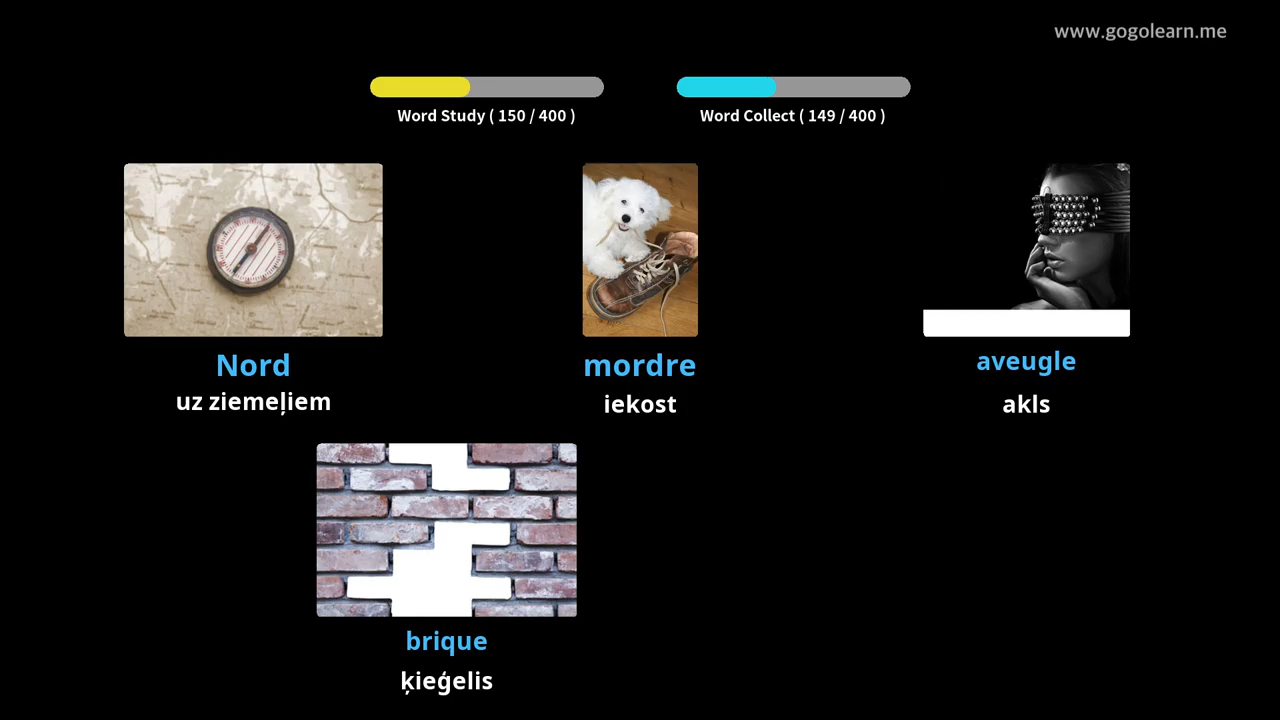 www.gogolearn.me
Word Study ( 150 / 400 )
Word Collect ( 149 / 400 )
Nord
uz ziemeļiem
mordre
iekost
aveugle
akls
brique
ķieģelis